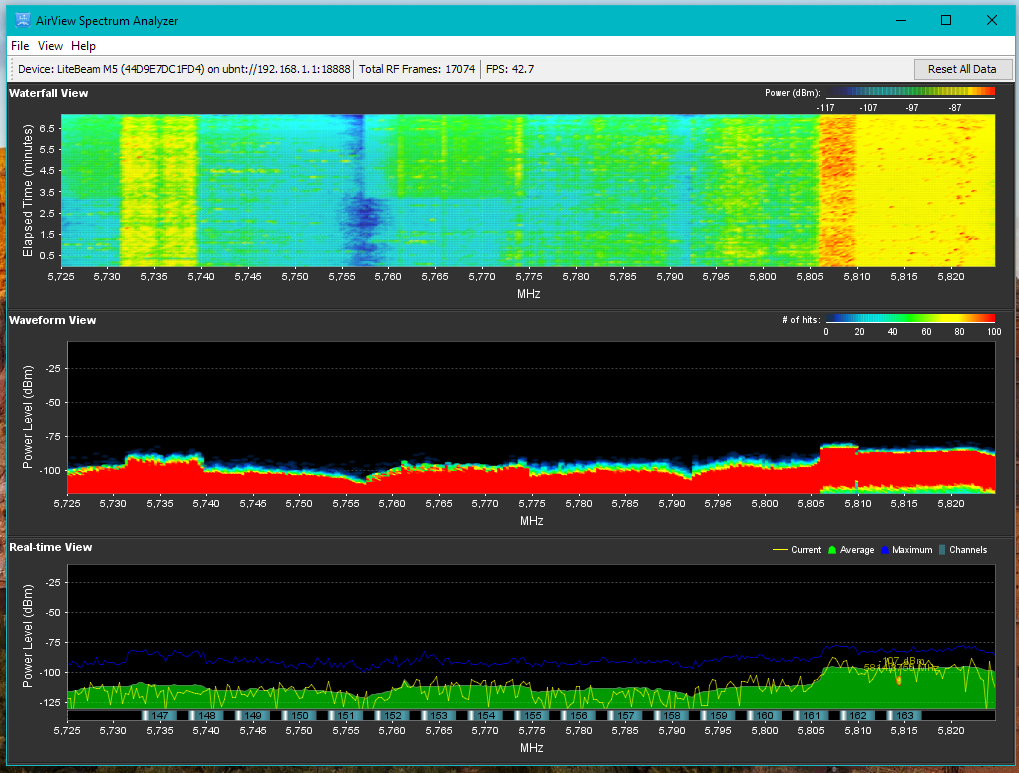 AirView Spectrum Analyzer
File View Help
Device: LiteBeam M5 (44D9E7DC1FD4) on ubnt://192.168.1.1:18888 Total RF Frames: 17074 FPS: 42.7 Reset All Data
Waterfall View
Power (dBm):
-117 -107 -97 -87
Elapsed Time (minutes)
6.5
5.5
4.5
3.5
2.5
1.5
0.5
5,725 5,730 5,735 5,740 5,745 5,750 5,755 5,760 5,765 5,770 5,775 5,780 5,785 5,790 5,795 5,800 5,805 5,810 5,815 5,820
MHz
Waveform View
# of hits:
0 20 40 60 80 100
Power Level (dBm)
-25
-50
-75
-100
5,725 5,730 5,735 5,740 5,745 5,750 5,755 5,760 5,765 5,770 5,775 5,780 5,785 5,790 5,795 5,800 5,805 5,810 5,815 5,820
MHz
Real-time View
Current Average Maximum Channels
Power Level (dBm)
-25
-50
-75
-100
-125
147 148 149 150 151 152 153 154 155 156 157 158 159 160 161 162 163
5,725 5,730 5,735 5,740 5,745 5,750 5,755 5,760 5,765 5,770 5,775 5,780 5,785 5,790 5,795 5,800 5,805 5,810 5,815 5,820
MHz